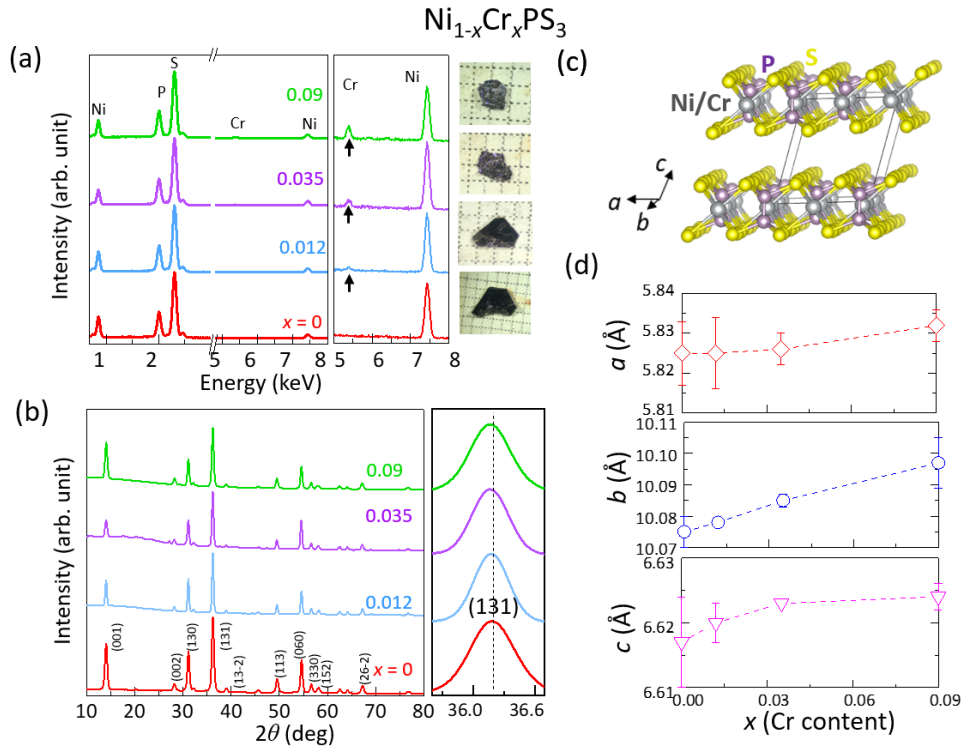 Ni1-xCrxPS3
(a)
Intensity (arb. unit)
Ni
P
S
Cr
Ni
Cr
Ni
0.09
0.035
0.012
x = 0
1 2 5 6 7 8 5 6 7 8
Energy (keV)
(b)
Intensity (arb. unit)
0.09
0.035
0.012
x = 0
(001)
(002)
(130)
(131)
(13-2)
(113)
(060)
(330)
(152)
(26-2)
10 20 30 40 50 60 70 80
2θ (deg)
(131)
36.0 36.6
(c)
P
S
Ni/Cr
a
b
c
(d)
5.84
5.83
5.82
5.81
a (Å)
10.11
10.10
10.09
10.08
10.07
b (Å)
6.63
6.62
6.61
c (Å)
0.00 0.03 0.06 0.09
x (Cr content)